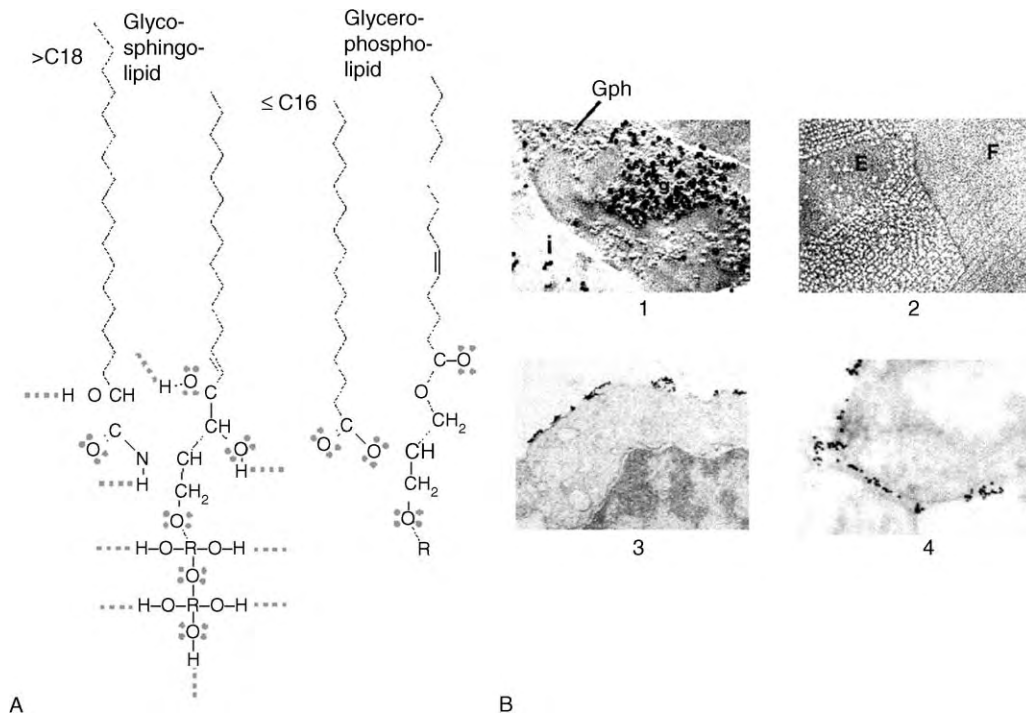 Glyco-
sphingo-
lipid
>C18
Glycero-
phospho-
lipid
≤ C16
O CH
H
H O
C
CH
O
H
C
O
N
H
CH
CH2
O
H–O–R–O–H
O
H–O–R–O–H
O
H
C–O
O
CH2
C
O O
CH
CH2
O
R
A
Gph
g
i
1
E F
2
3
4
B